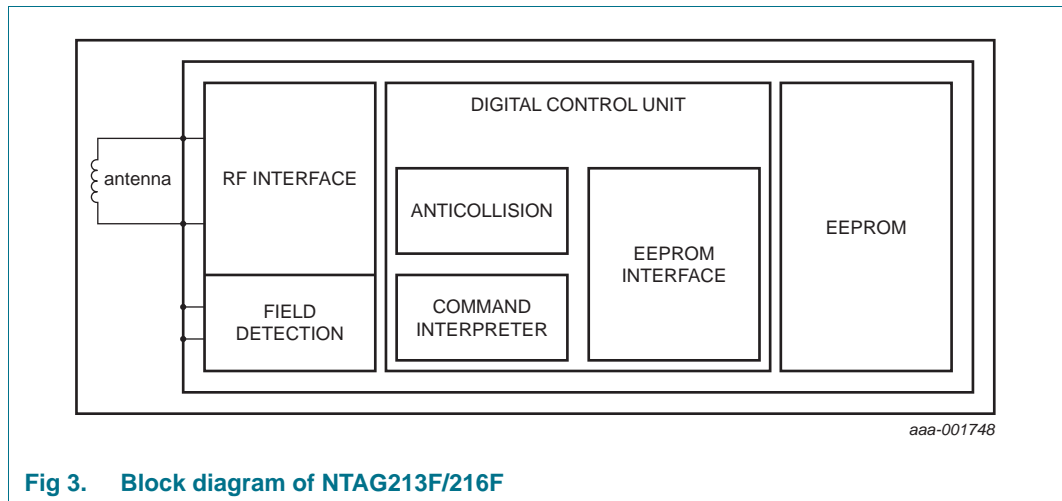 DIGITAL CONTROL UNIT
antenna
RF INTERFACE
ANTICOLLISION
EEPROM
EEPROM
INTERFACE
FIELD
DETECTION
COMMAND
INTERPRETER
aaa-001748
Fig 3. Block diagram of NTAG213F/216F